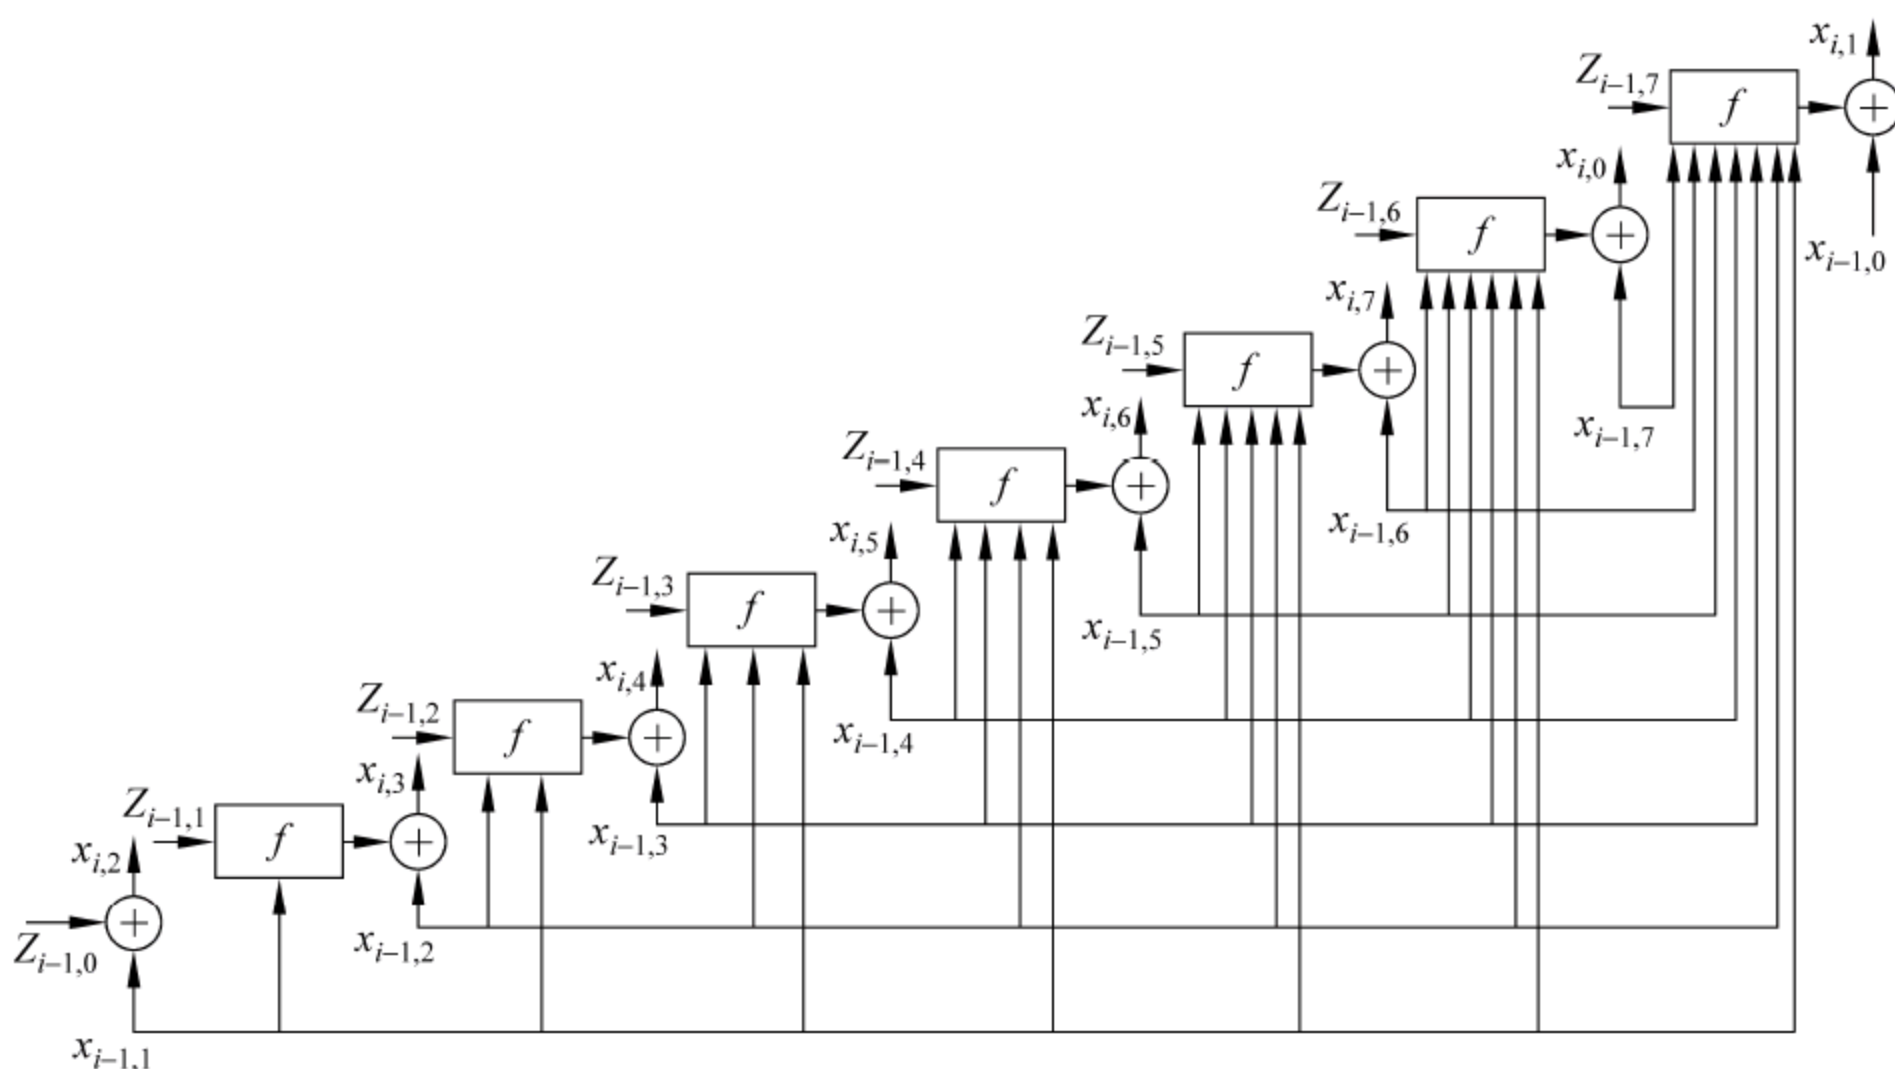 x_{i,1}
Z_{i–1,7}
f
+
x_{i,0}
Z_{i–1,6}
f
+
x_{i–1,0}
x_{i,7}
Z_{i–1,5}
f
+
x_{i–1,7}
x_{i,6}
Z_{i–1,4}
f
+
x_{i–1,6}
x_{i,5}
Z_{i–1,3}
f
+
x_{i–1,5}
x_{i,4}
Z_{i–1,2}
f
+
x_{i–1,4}
x_{i,3}
Z_{i–1,1}
f
+
x_{i–1,3}
x_{i,2}
+
Z_{i–1,0}
x_{i–1,2}
x_{i–1,1}